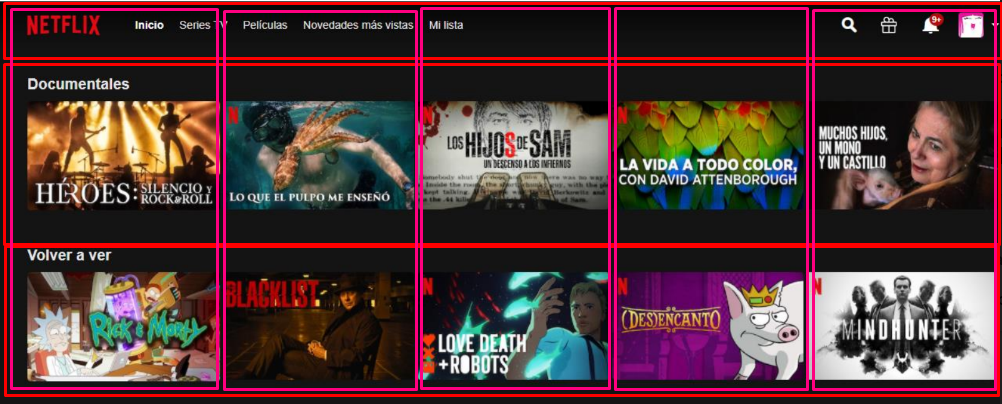 NETFLIX Inicio Series TV Películas Novedades más vistas Mi lista 9+
Documentales
HÉROES: SILENCIO Y ROCK&ROLL
N
LO QUE EL PULPO ME ENSEÑÓ
LOS HIJOS DE SAM
UN DESCENSO A LOS INFIERNOS
N
LA VIDA A TODO COLOR,
CON DAVID ATTENBOROUGH
MUCHOS HIJOS,
UN MONO
Y UN CASTILLO
Volver a ver
RICK & MORTY
BLACKLIST
N
LOVE DEATH
+ROBOTS
N
(DES)ENCANTO
N
MINDHUNTER